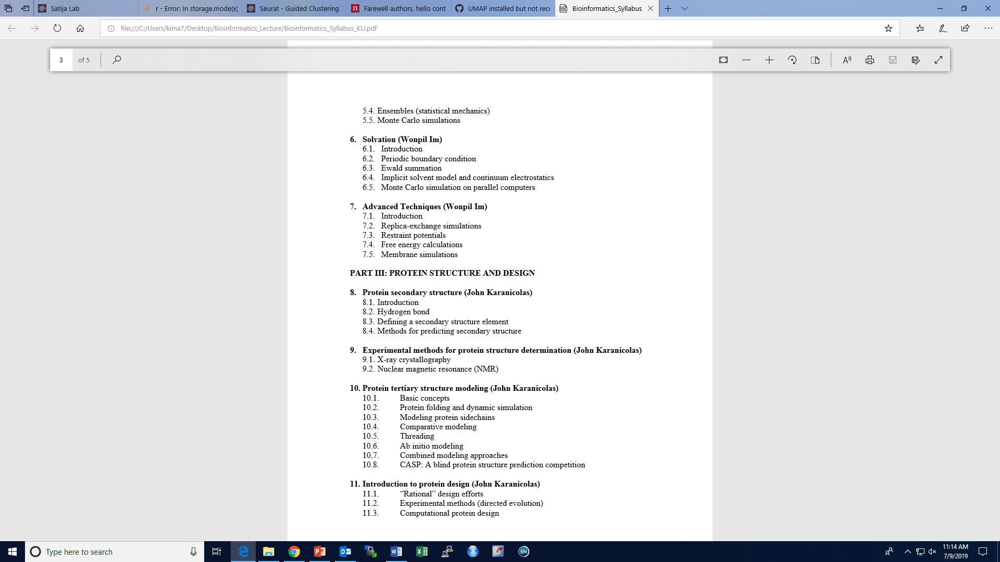 Satija Lab
r - Error: In storage.mode(x)
Seurat - Guided Clustering
Farewell authors, hello cont
UMAP installed but not rec
Bioinformatics_Syllabus_
file:///C:/Users/kima7/Desktop/Bioinformatics_Lecture/Bioinformatics_Syllabus_KU.pdf
3 of 5
5.4. Ensembles (statistical mechanics)
5.5. Monte Carlo simulations
6. Solvation (Wonpil Im)
6.1. Introduction
6.2. Periodic boundary condition
6.3. Ewald summation
6.4. Implicit solvent model and continuum electrostatics
6.5. Monte Carlo simulation on parallel computers
7. Advanced Techniques (Wonpil Im)
7.1. Introduction
7.2. Replica-exchange simulations
7.3. Restraint potentials
7.4. Free energy calculations
7.5. Membrane simulations
PART III: PROTEIN STRUCTURE AND DESIGN
8. Protein secondary structure (John Karanicolas)
8.1. Introduction
8.2. Hydrogen bond
8.3. Defining a secondary structure element
8.4. Methods for predicting secondary structure
9. Experimental methods for protein structure determination (John Karanicolas)
9.1. X-ray crystallography
9.2. Nuclear magnetic resonance (NMR)
10. Protein tertiary structure modeling (John Karanicolas)
10.1. Basic concepts
10.2. Protein folding and dynamic simulation
10.3. Modeling protein sidechains
10.4. Comparative modeling
10.5. Threading
10.6. Ab initio modeling
10.7. Combined modeling approaches
10.8. CASP: A blind protein structure prediction competition
11. Introduction to protein design (John Karanicolas)
11.1. “Rational” design efforts
11.2. Experimental methods (directed evolution)
11.3. Computational protein design
Type here to search
EN
11:14 AM
7/9/2019